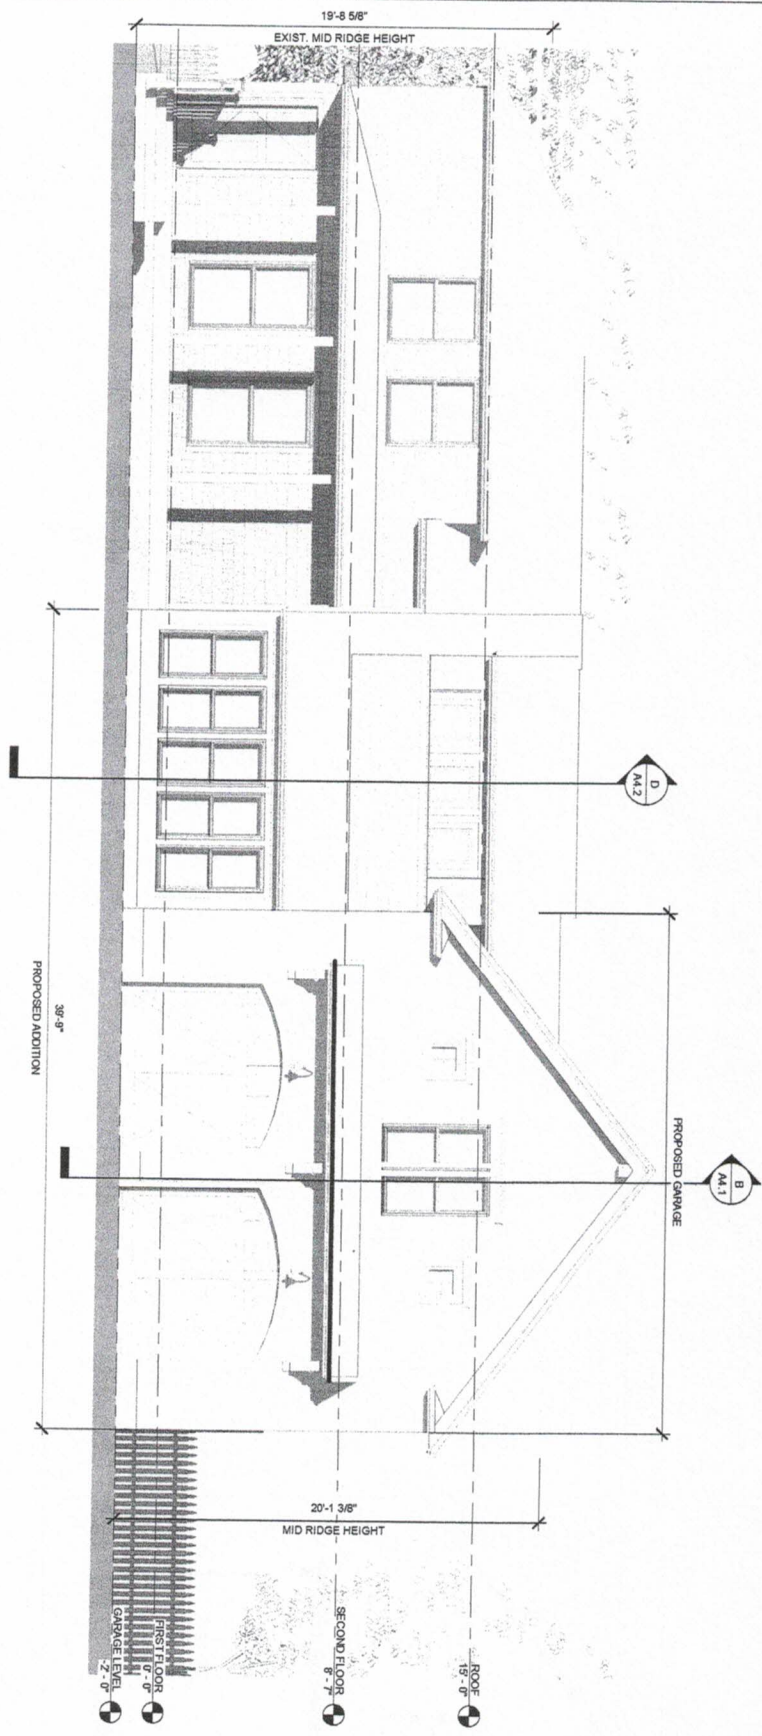 19'-8 5/8"
EXIST. MID RIDGE HEIGHT
D
A4.2
B
A4.1
PROPOSED GARAGE
39'-9"
PROPOSED ADDITION
20'-1 3/8"
MID RIDGE HEIGHT
ROOF
15' - 0"
SECOND FLOOR
8' - 7"
FIRST FLOOR
0' - 0"
GARAGE LEVEL
-2' - 0"